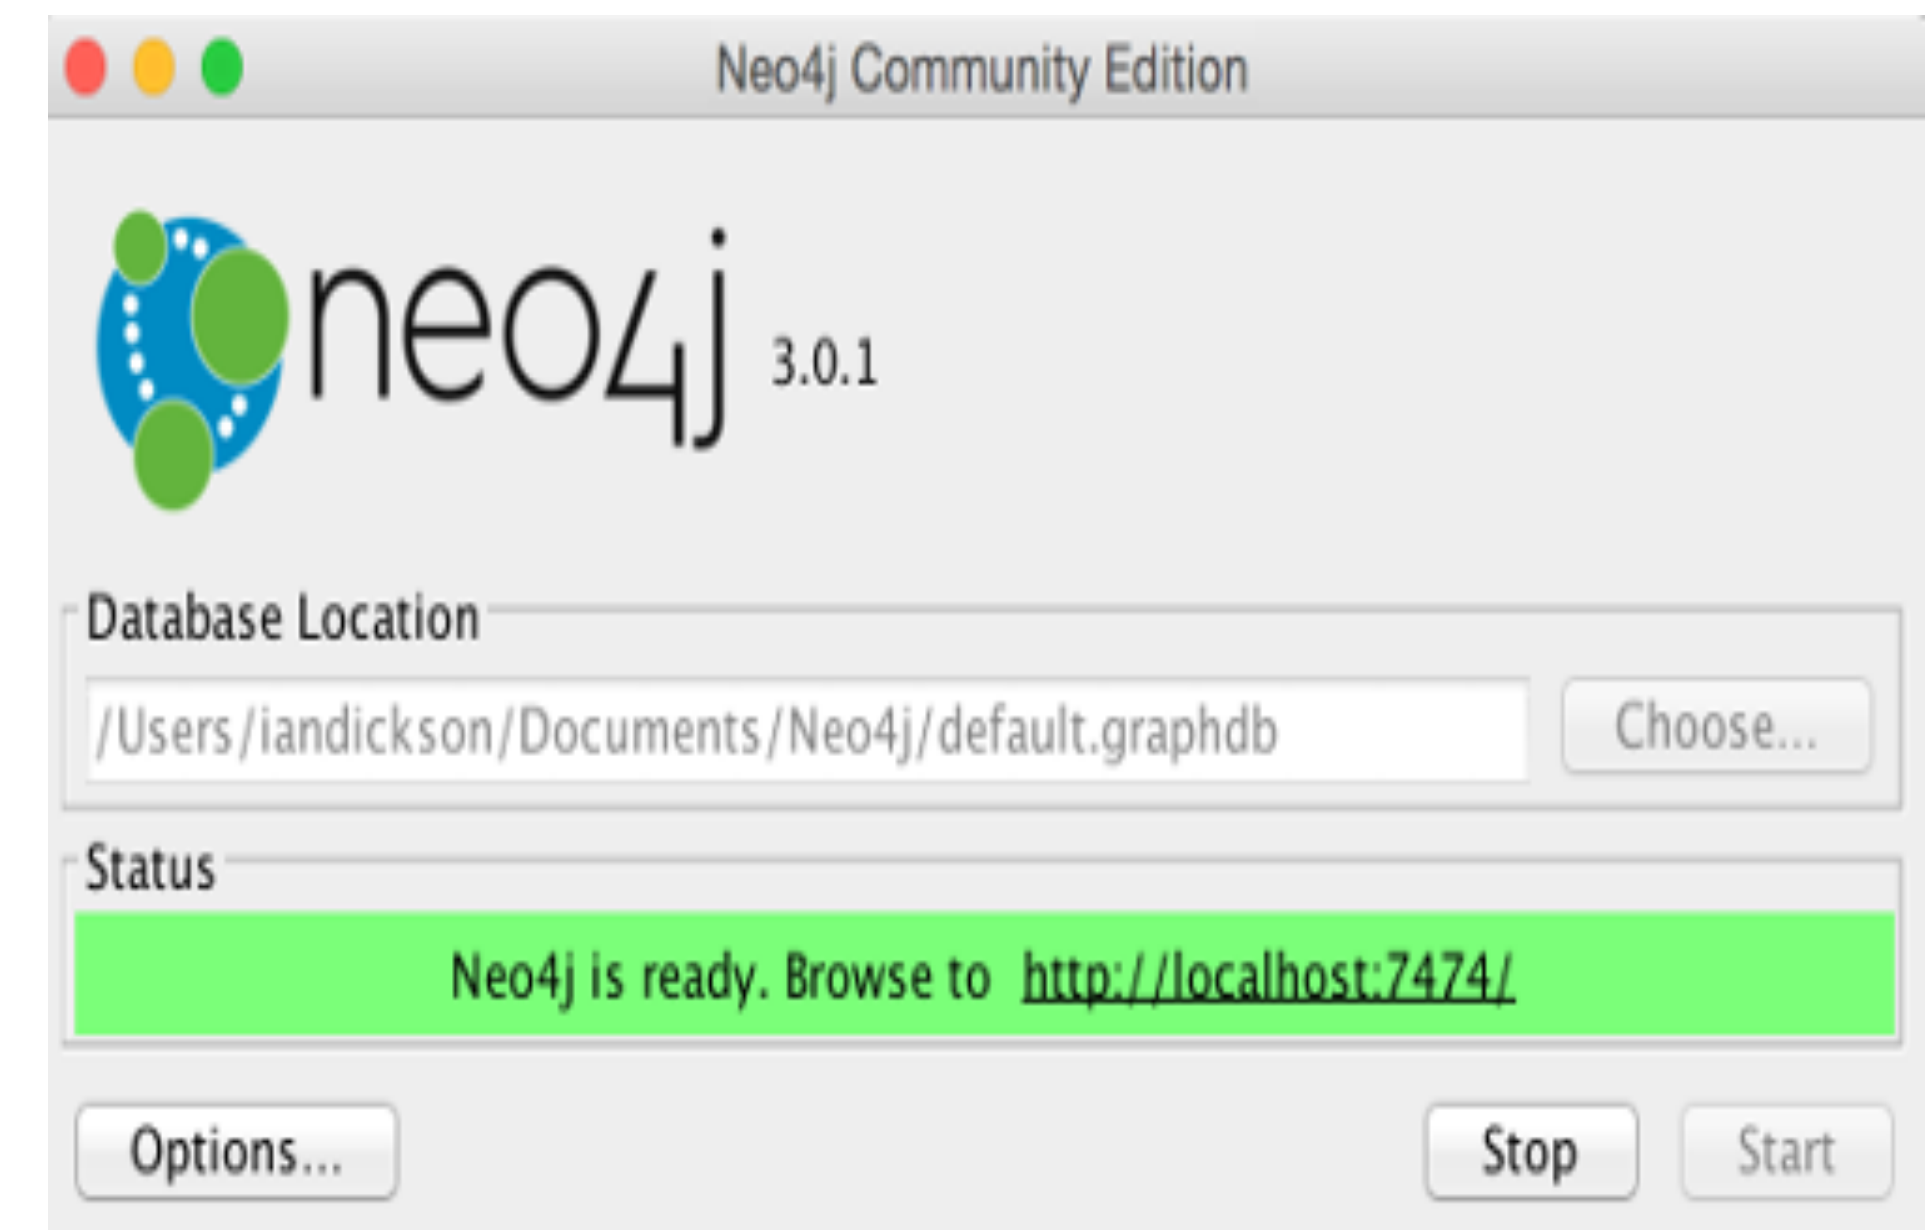 Neo4j Community Edition
neo4j 3.0.1
Database Location
/Users/iandickson/Documents/Neo4j/default.graphdb Choose...
Status
Neo4j is ready. Browse to http://localhost:7474/
Options... Stop Start